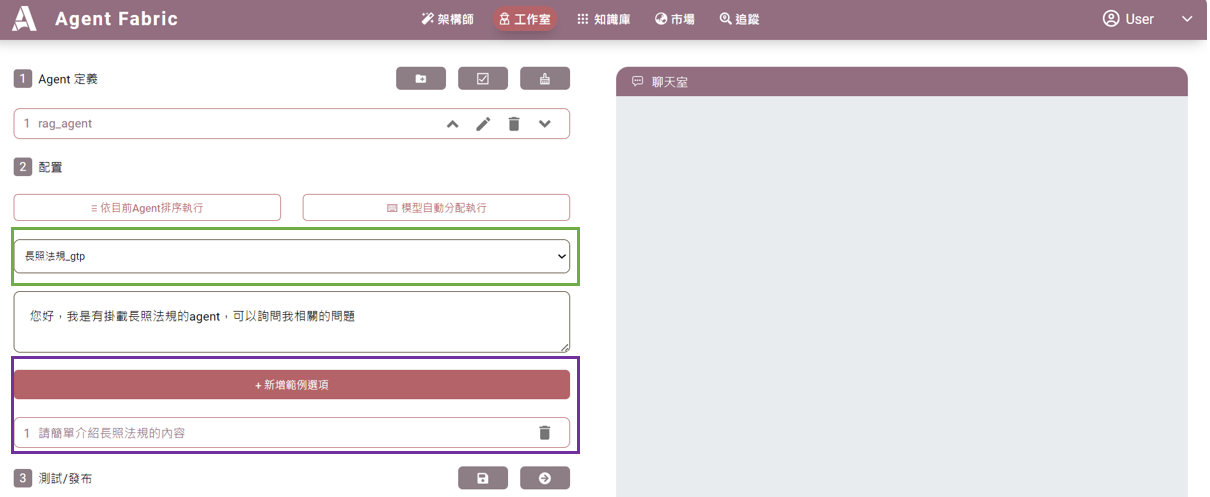 Agent Fabric
架構師
工作室
知識庫
市場
追蹤
User
1 Agent 定義
1 rag_agent
2 配置
依目前Agent排序執行
模型自動分配執行
長照法規_gtp
您好，我是有掛載長照法規的agent，可以詢問我相關的問題
+ 新增範例選項
1 請簡單介紹長照法規的內容
3 測試/發布
聊天室